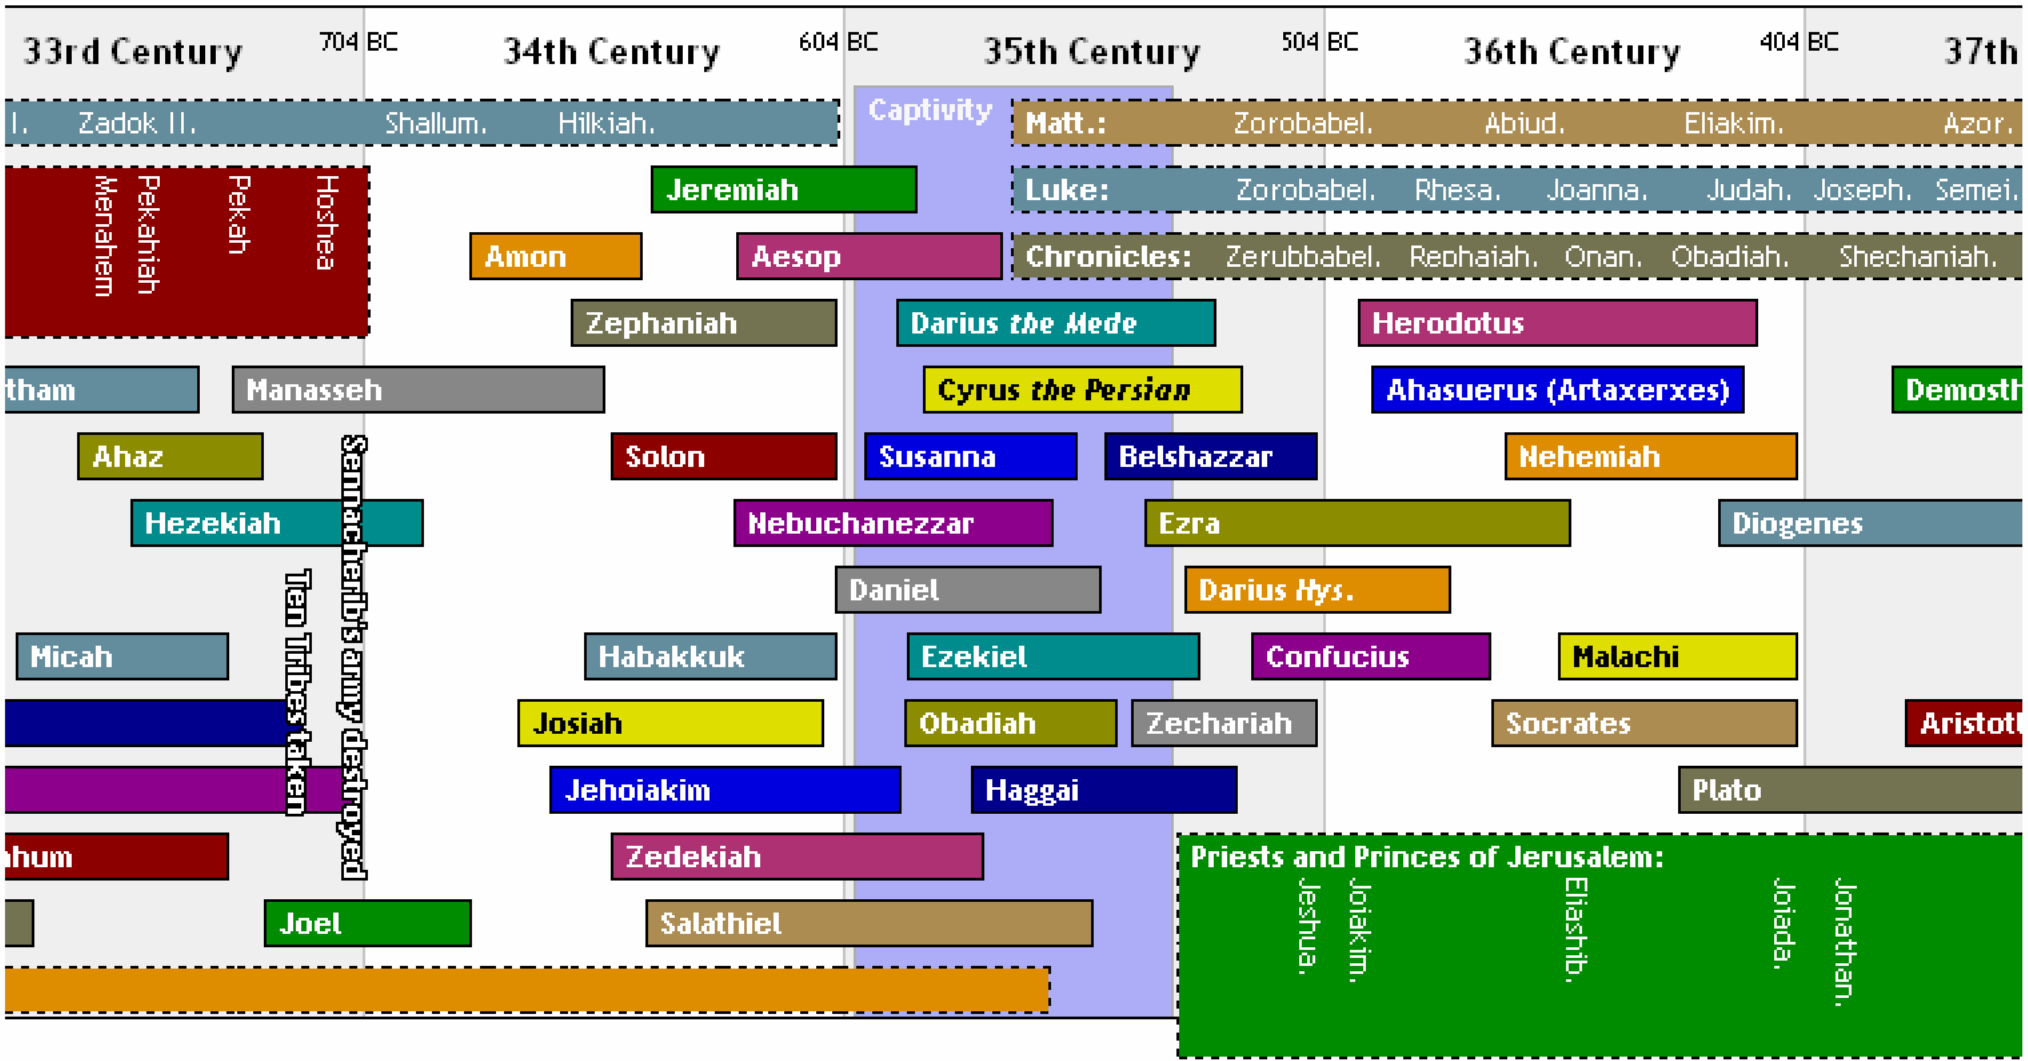 33rd Century 704 BC 34th Century 604 BC 35th Century 504 BC 36th Century 404 BC 37th
I. Zadok II. Shallum. Hilkiah. Captivity Matt.: Zorobabel. Abiud. Eliakim. Azor.
Menahem
Pekahiah
Pekah
Hoshea
Jeremiah Luke: Zorobabel. Rhesa. Joanna. Judah. Joseph. Semei.
Amon Aesop Chronicles: Zerubbabel. Rephaiah. Onan. Obadiah. Shechaniah.
Zephaniah Darius the Mede Herodotus
tham Manasseh Cyrus the Persian Ahasuerus (Artaxerxes) Demosth
Ahaz Solon Susanna Belshazzar Nehemiah
Sennacherib's army destroyed
Hezekiah Nebuchanezzar Ezra Diogenes
Ten Tribes taken
Daniel Darius Hys.
Micah Habakkuk Ezekiel Confucius Malachi
Josiah Obadiah Zechariah Socrates Aristotl
Jehoiakim Haggai Plato
ahum Zedekiah Priests and Princes of Jerusalem:
Jeshua.
Joiakim.
Eliashib.
Joiada.
Jonathan.
Joel Salathiel